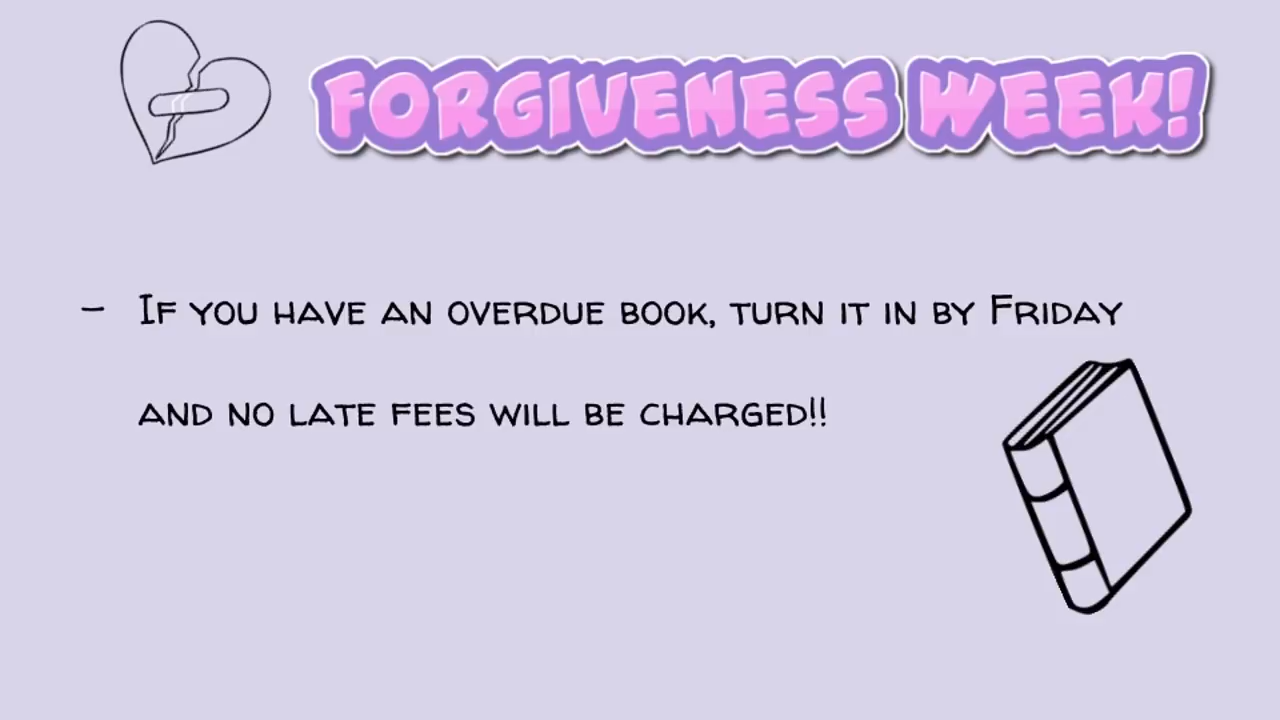 FORGIVENESS WEEK!
- If you have an overdue book, turn it in by Friday
and no late fees will be charged!!